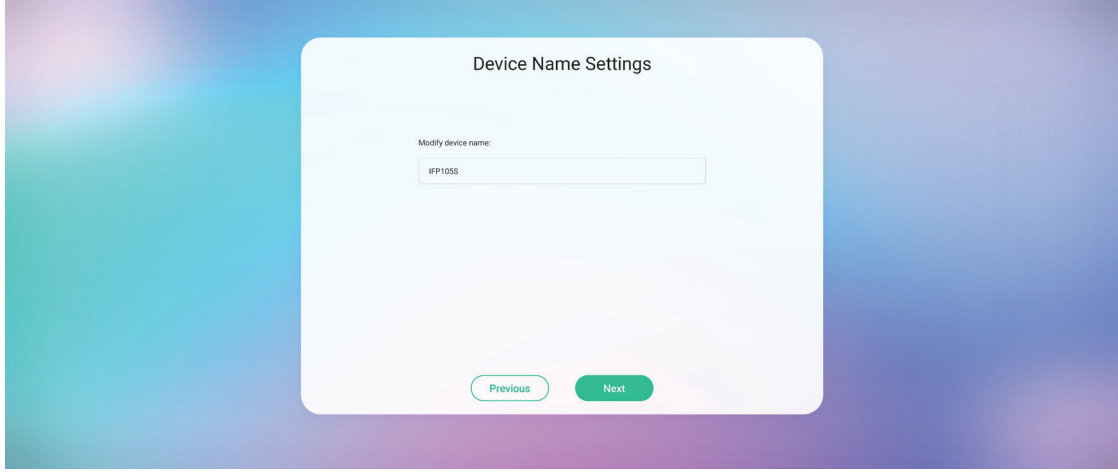 Device Name Settings
Modify device name:
IFP105S
Previous
Next